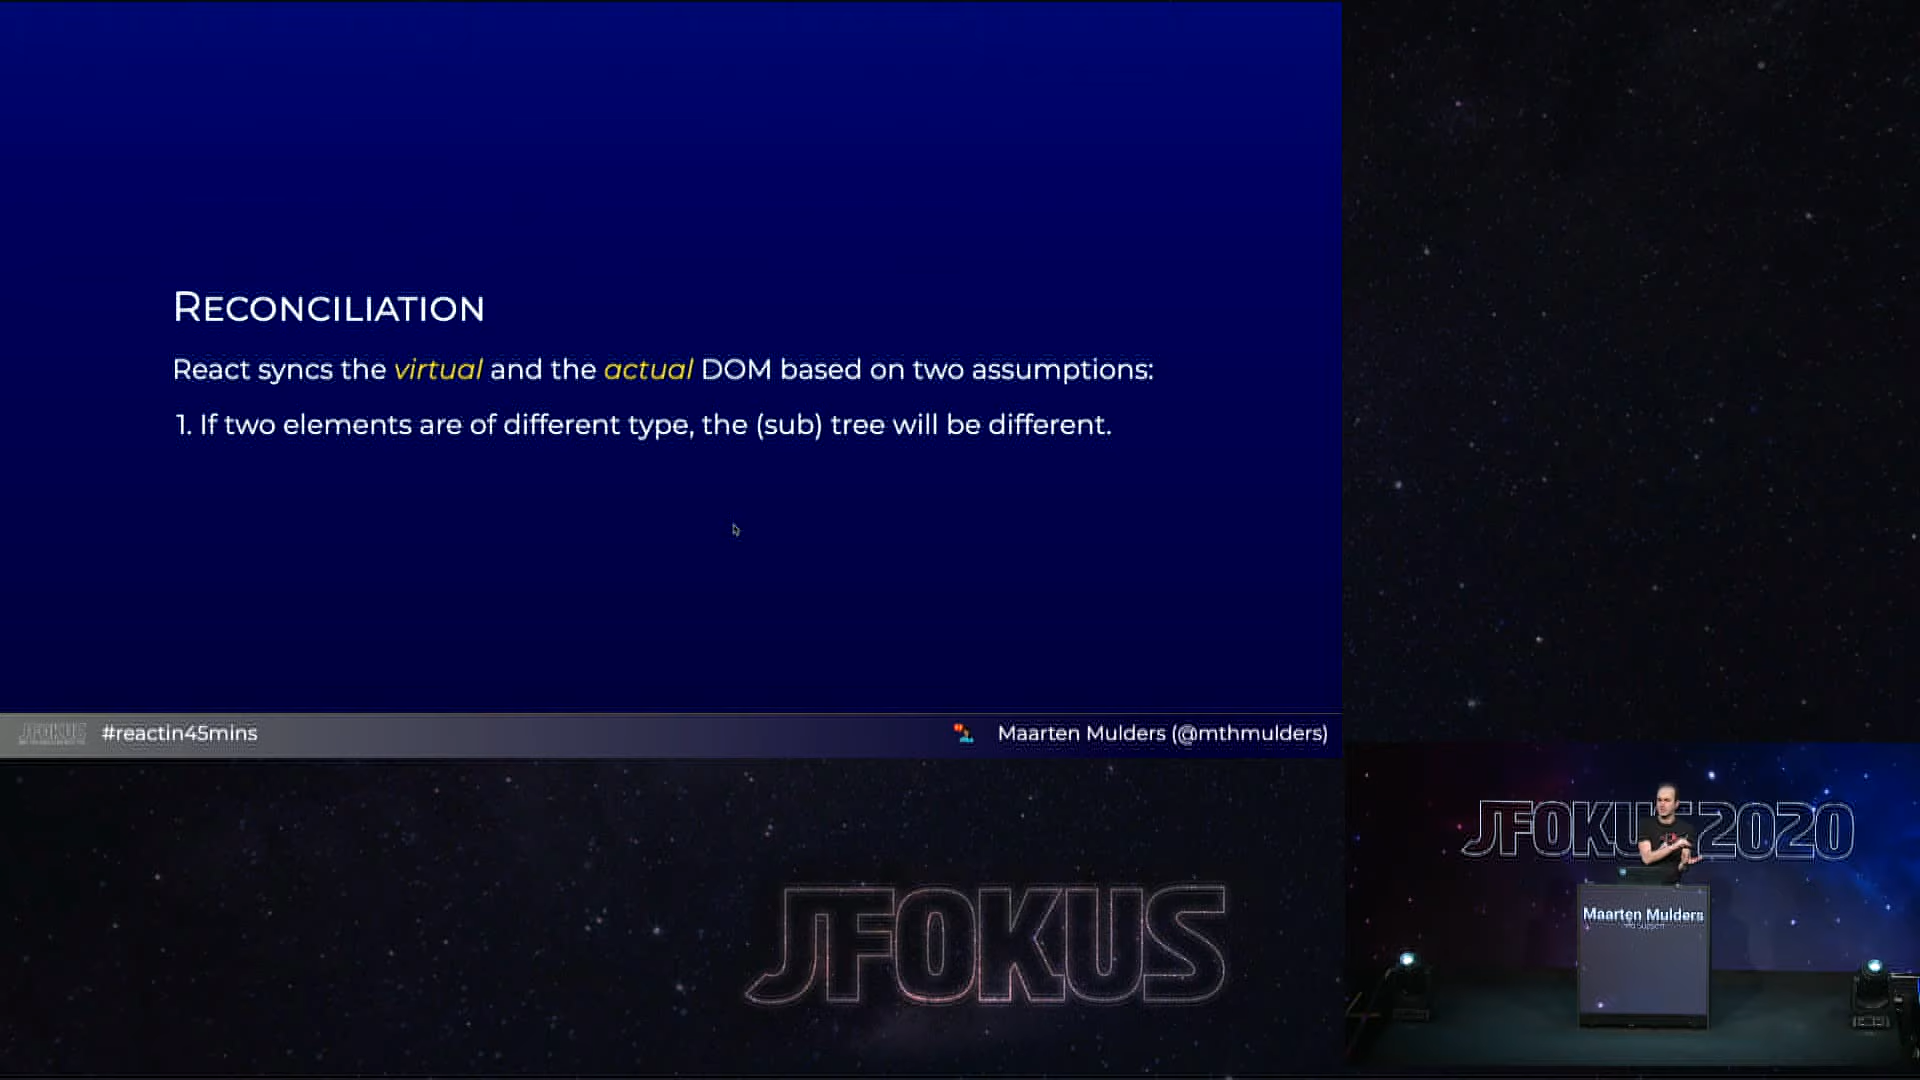 RECONCILIATION
React syncs the virtual and the actual DOM based on two assumptions:
1. If two elements are of different type, the (sub) tree will be different.
JFOKUS
#reactin45mins
Maarten Mulders (@mthmulders)
JFOKUS
JFOKUS 2020
Maarten Mulders